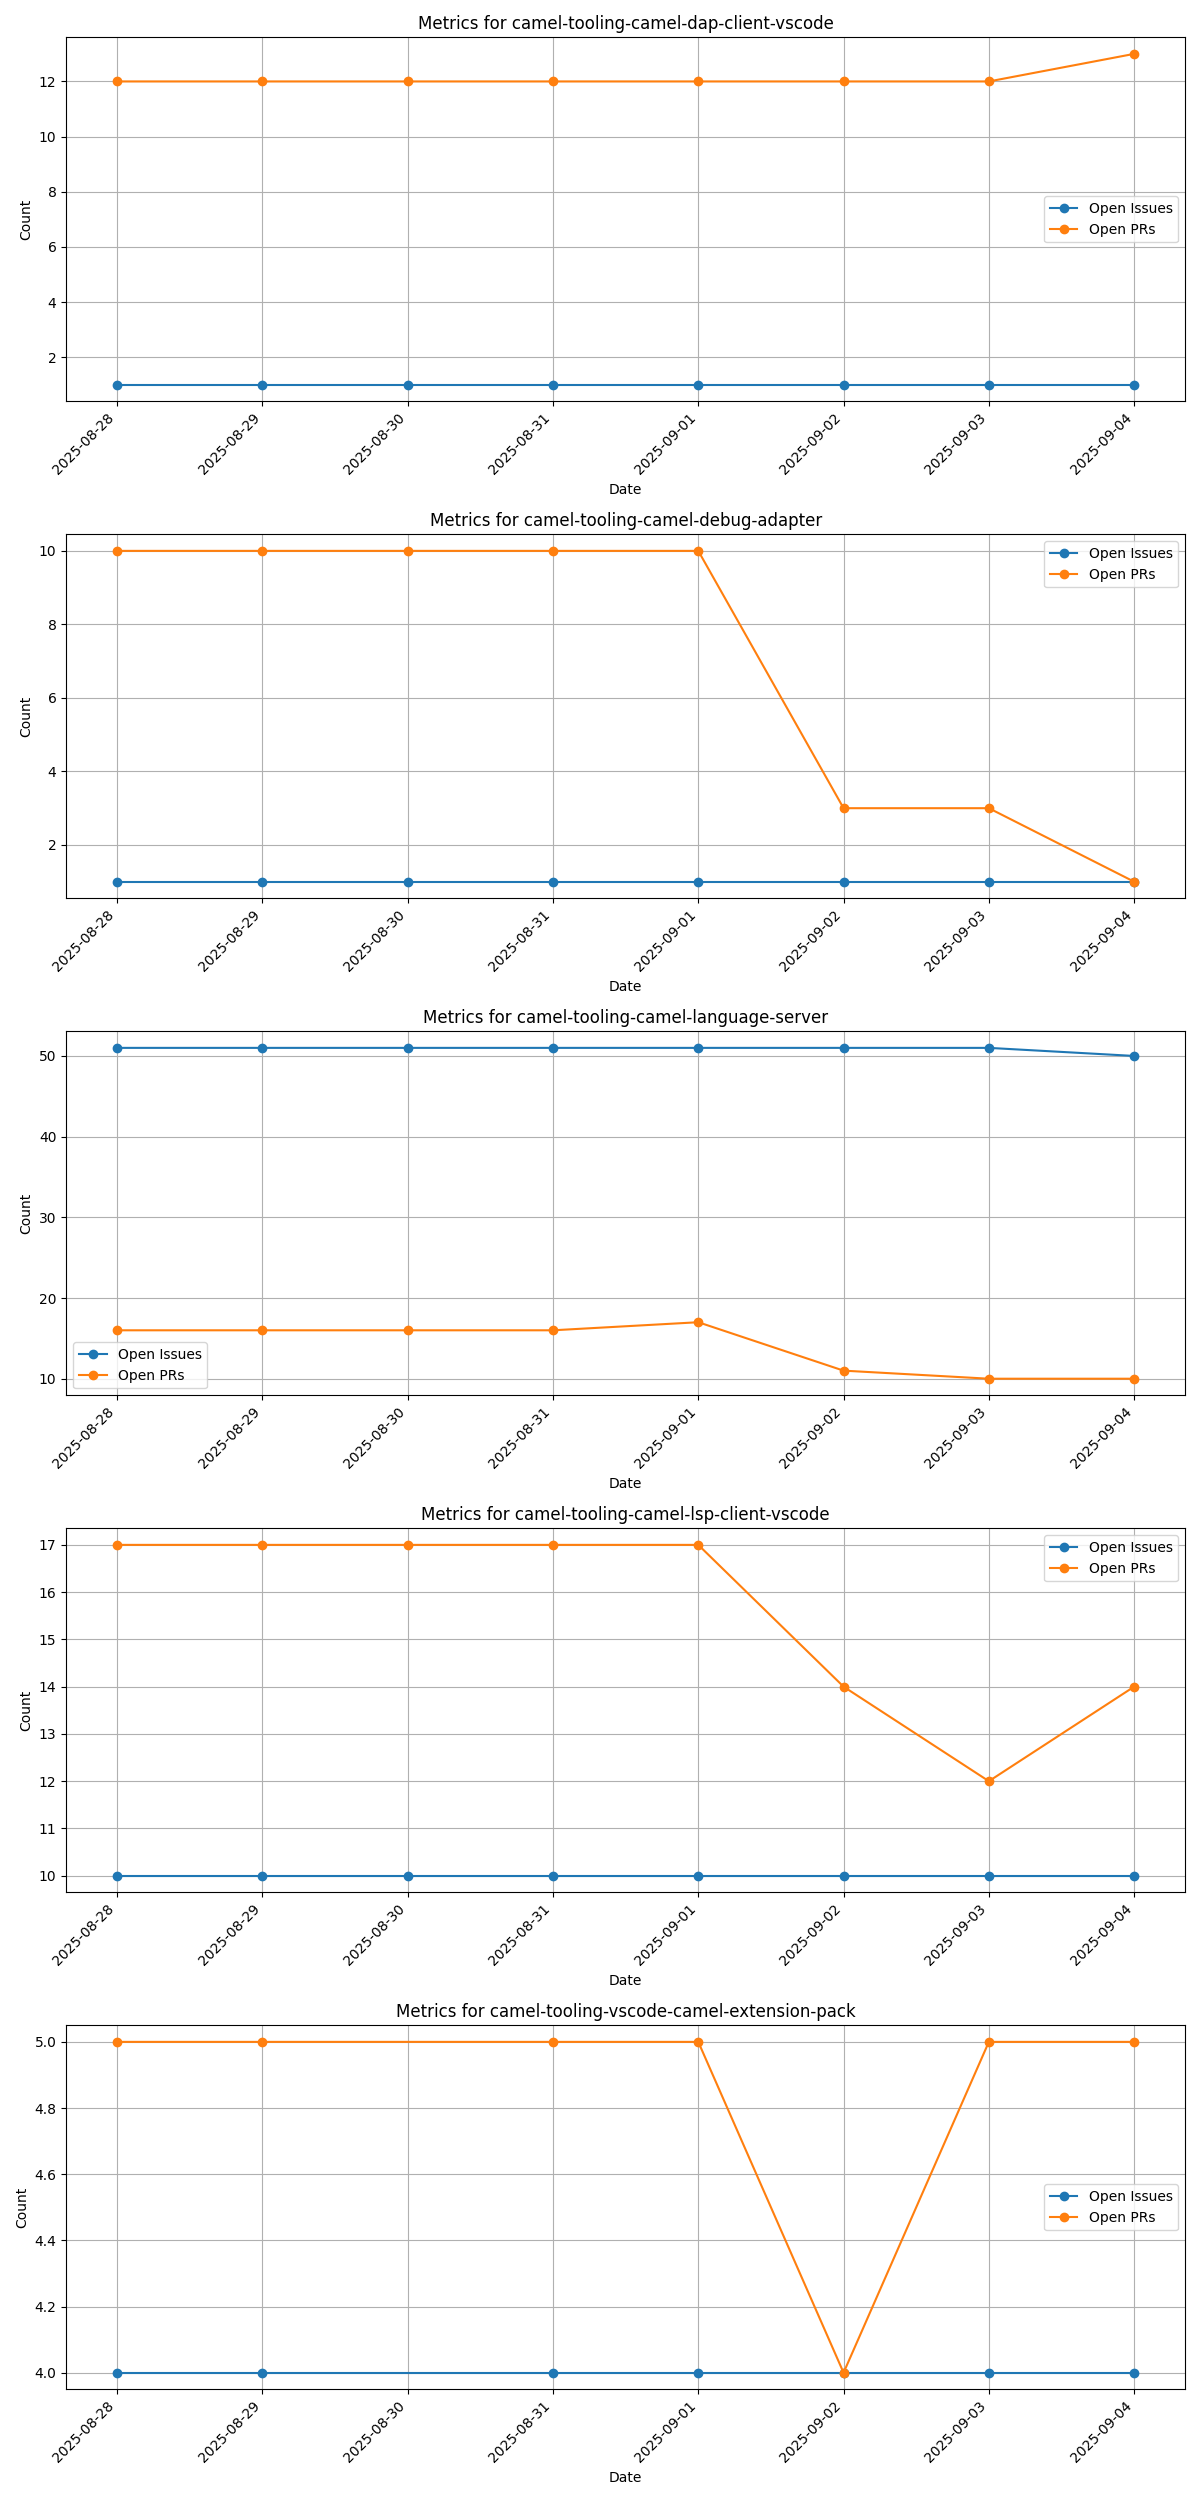 Metrics for camel-tooling-camel-dap-client-vscode
12
10
8
6
4
2
Count
Open Issues
Open PRs
2025-08-28
2025-08-29
2025-08-30
2025-08-31
2025-09-01
2025-09-02
2025-09-03
2025-09-04
Date
Metrics for camel-tooling-camel-debug-adapter
10
8
6
4
2
Count
Open Issues
Open PRs
2025-08-28
2025-08-29
2025-08-30
2025-08-31
2025-09-01
2025-09-02
2025-09-03
2025-09-04
Date
Metrics for camel-tooling-camel-language-server
50
40
30
20
10
Count
Open Issues
Open PRs
2025-08-28
2025-08-29
2025-08-30
2025-08-31
2025-09-01
2025-09-02
2025-09-03
2025-09-04
Date
Metrics for camel-tooling-camel-lsp-client-vscode
17
16
15
14
13
12
11
10
Count
Open Issues
Open PRs
2025-08-28
2025-08-29
2025-08-30
2025-08-31
2025-09-01
2025-09-02
2025-09-03
2025-09-04
Date
Metrics for camel-tooling-vscode-camel-extension-pack
5.0
4.8
4.6
4.4
4.2
4.0
Count
Open Issues
Open PRs
2025-08-28
2025-08-29
2025-08-30
2025-08-31
2025-09-01
2025-09-02
2025-09-03
2025-09-04
Date